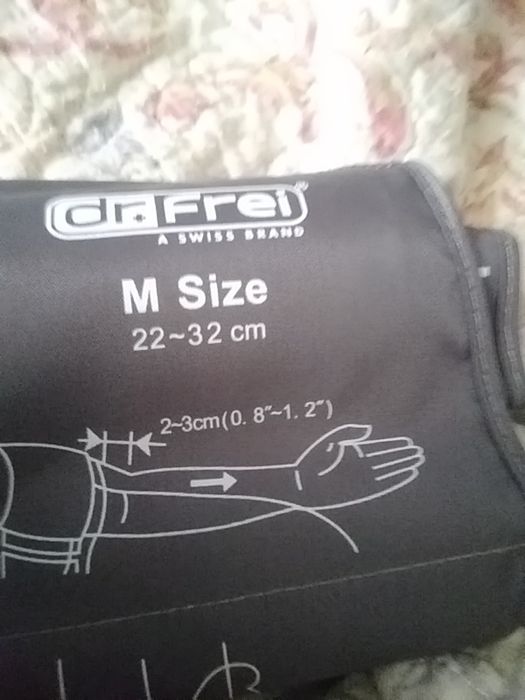 dr.Frei®
A SWISS BRAND
M Size
22~32 cm
2~3cm(0. 8″~1. 2″)